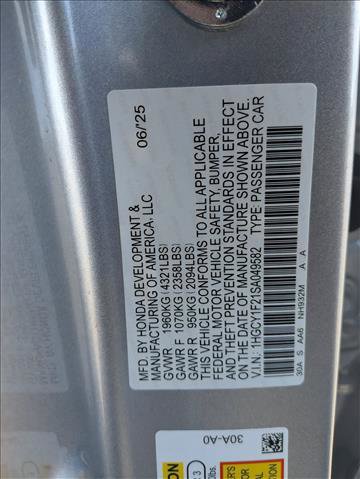 MFD. BY HONDA DEVELOPMENT & 06/25
MANUFACTURING OF AMERICA, LLC
GVWR 1960KG(4321LBS)
GAWR F 1070KG(2358LBS)
GAWR R 950KG(2094LBS)
THIS VEHICLE CONFORMS TO ALL APPLICABLE
FEDERAL MOTOR VEHICLE SAFETY, BUMPER,
AND THEFT PREVENTION STANDARDS IN EFFECT
ON THE DATE OF MANUFACTURE SHOWN ABOVE.
V.I.N.: 1HGCY1F21SA049582 TYPE: PASSENGER CAR
30A S AA6 NH932M A A
30A-A0